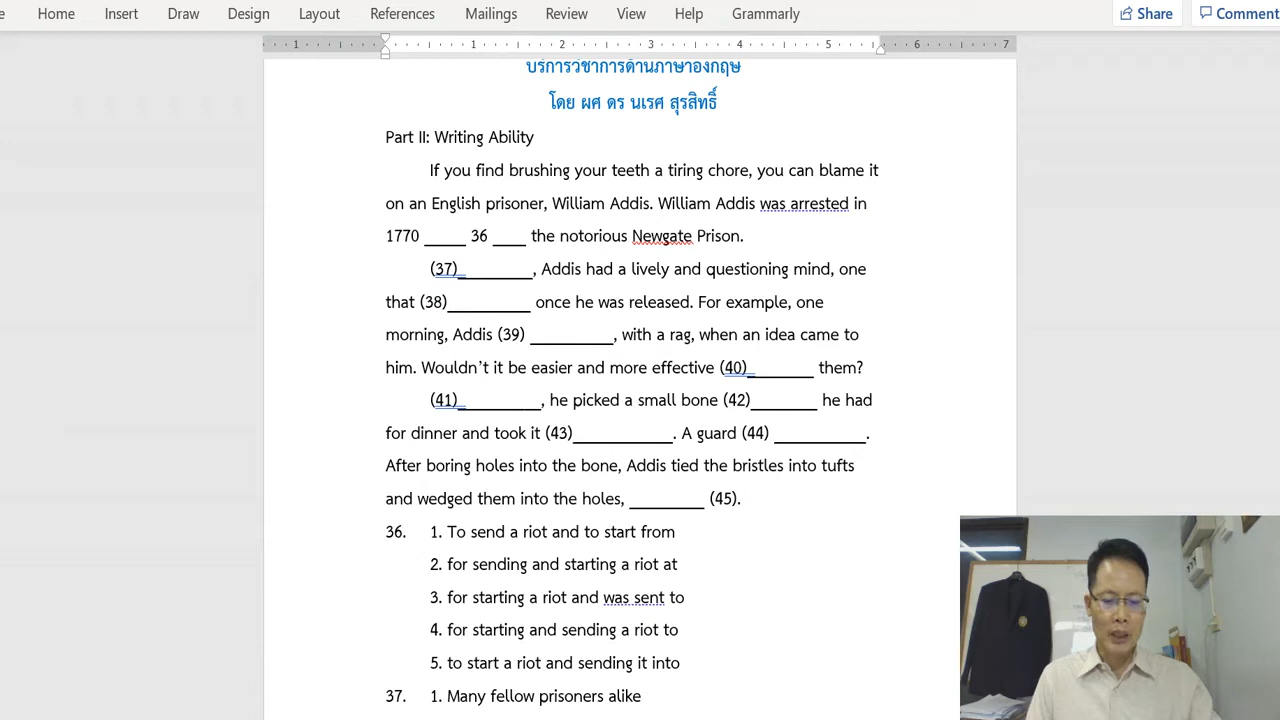 Home Insert Draw Design Layout References Mailings Review View Help Grammarly Share Comment
1 1 2 3 4 5 6 7
บริการวิชาการด้านภาษาอังกฤษ
โดย ผศ ดร นเรศ สุรสิทธิ์
Part II: Writing Ability
If you find brushing your teeth a tiring chore, you can blame it
on an English prisoner, William Addis. William Addis was arrested in
1770 _____ 36 ____ the notorious Newgate Prison.
(37)_________, Addis had a lively and questioning mind, one
that (38)__________ once he was released. For example, one
morning, Addis (39) __________, with a rag, when an idea came to
him. Wouldn't it be easier and more effective (40)________ them?
(41)__________, he picked a small bone (42)________ he had
for dinner and took it (43)____________. A guard (44) ___________.
After boring holes into the bone, Addis tied the bristles into tufts
and wedged them into the holes, _________ (45).
36. 1. To send a riot and to start from
2. for sending and starting a riot at
3. for starting a riot and was sent to
4. for starting and sending a riot to
5. to start a riot and sending it into
37. 1. Many fellow prisoners alike